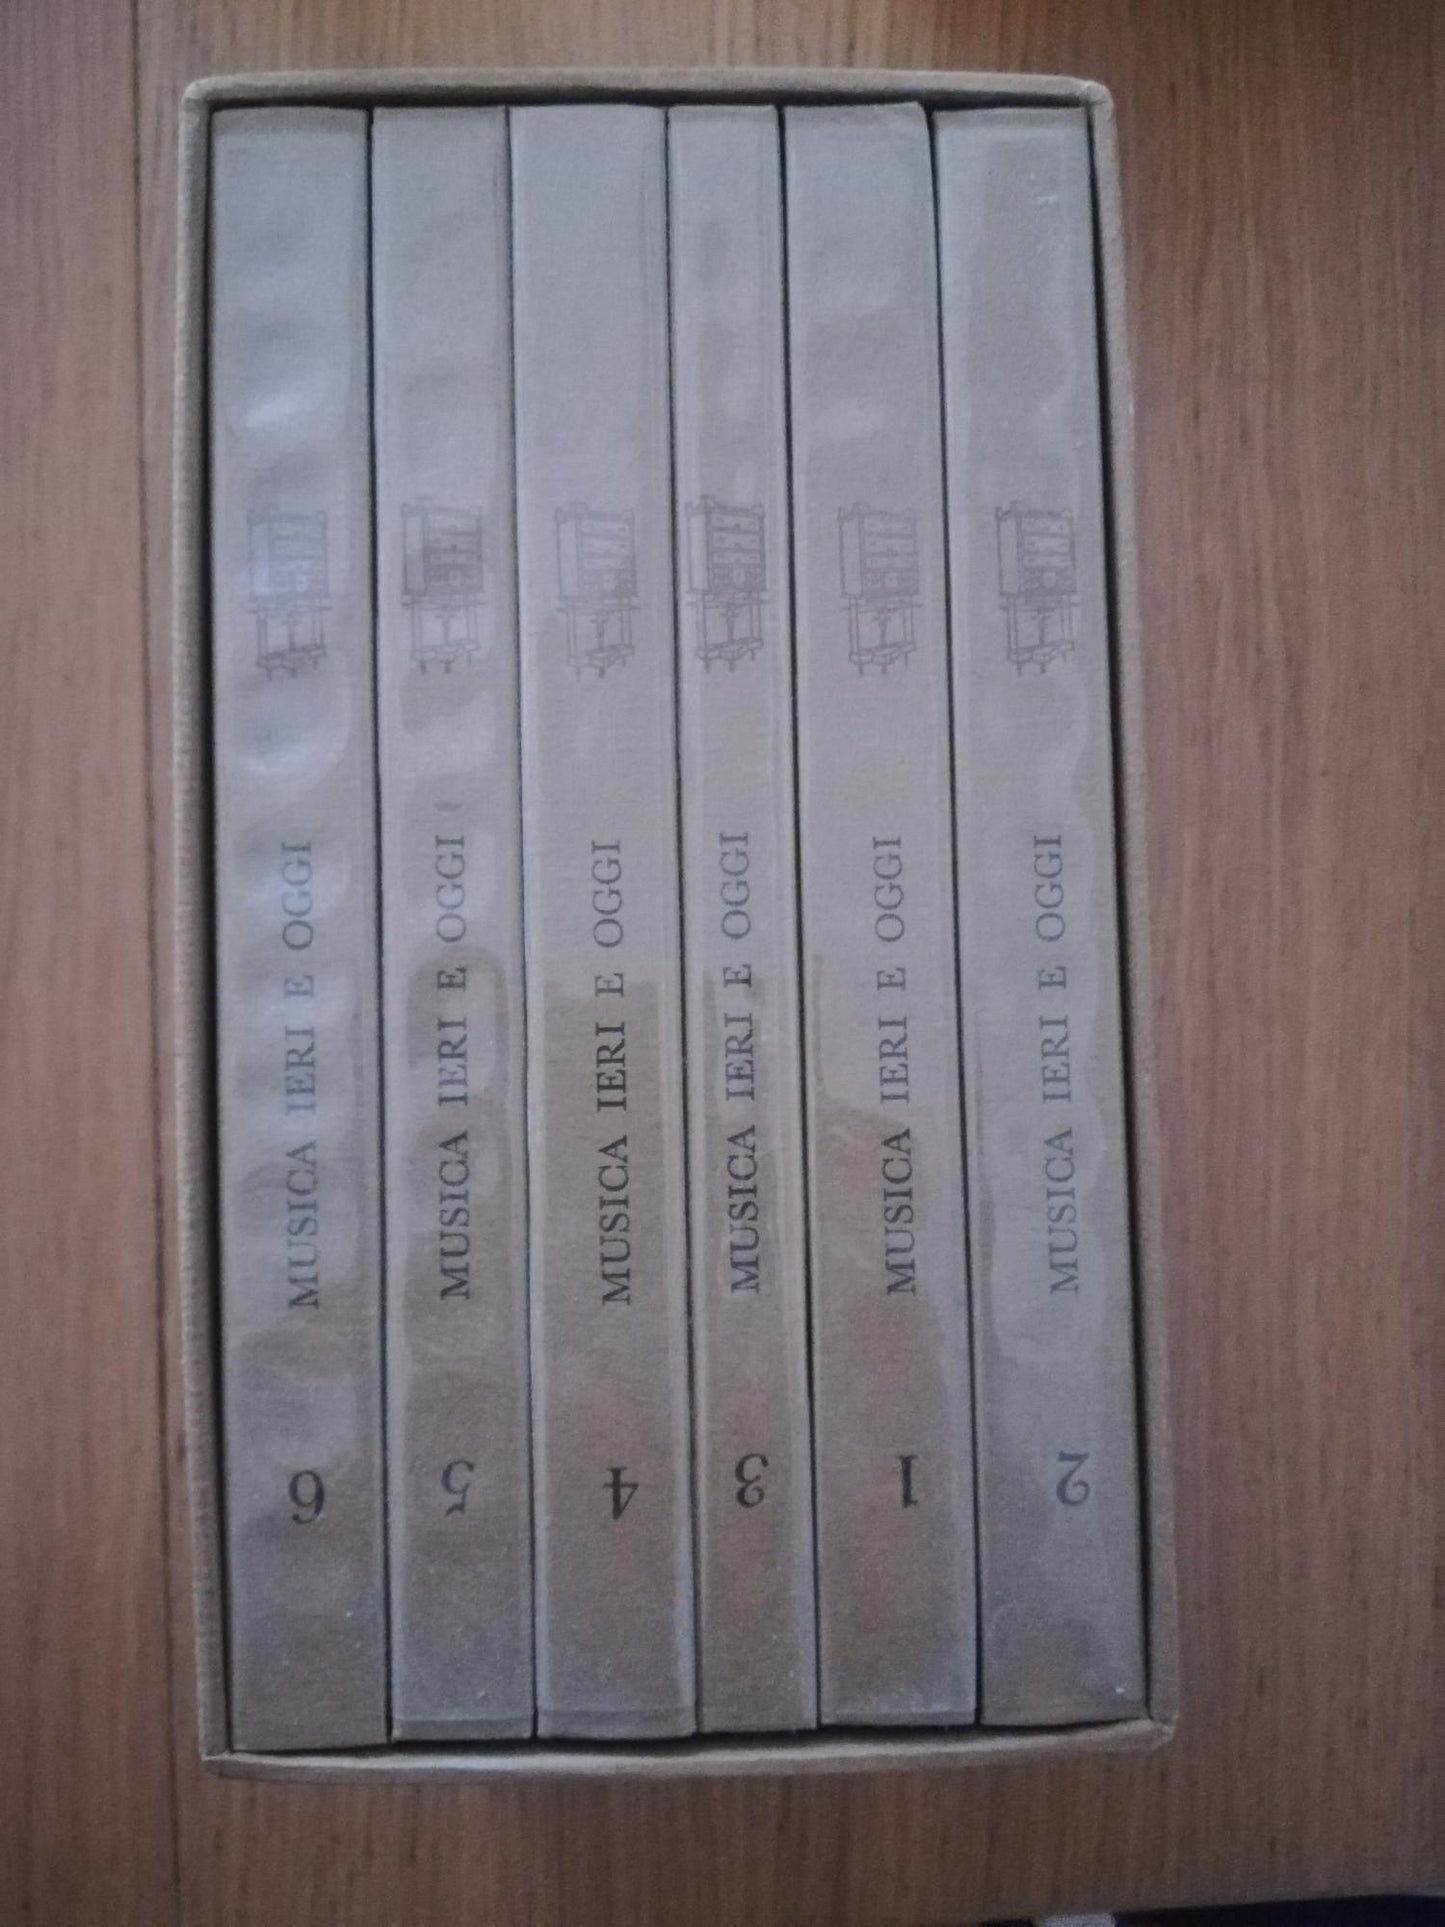 6 MUSICA IERI E OGGI
5 MUSICA IERI E OGGI
4 MUSICA IERI E OGGI
3 MUSICA IERI E OGGI
1 MUSICA IERI E OGGI
2 MUSICA IERI E OGGI